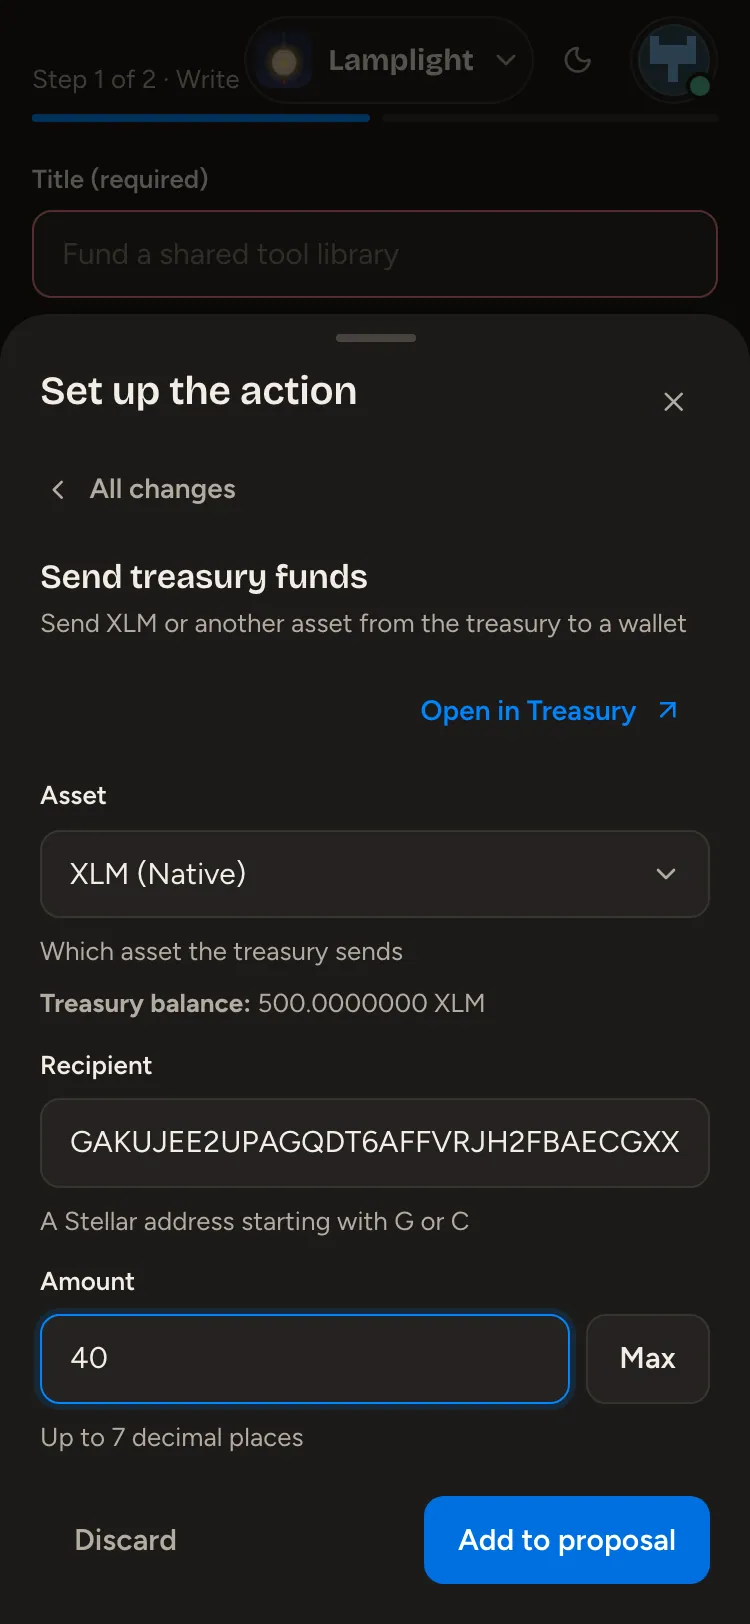 Step 1 of 2 · Write
Lamplight
Title (required)
Fund a shared tool library
Set up the action
All changes
Send treasury funds
Send XLM or another asset from the treasury to a wallet
Open in Treasury
Asset
XLM (Native)
Which asset the treasury sends
Treasury balance: 500.0000000 XLM
Recipient
GAKUJEE2UPAGQDT6AFFVRJH2FBAECGXX
A Stellar address starting with G or C
Amount
40
Max
Up to 7 decimal places
Discard
Add to proposal